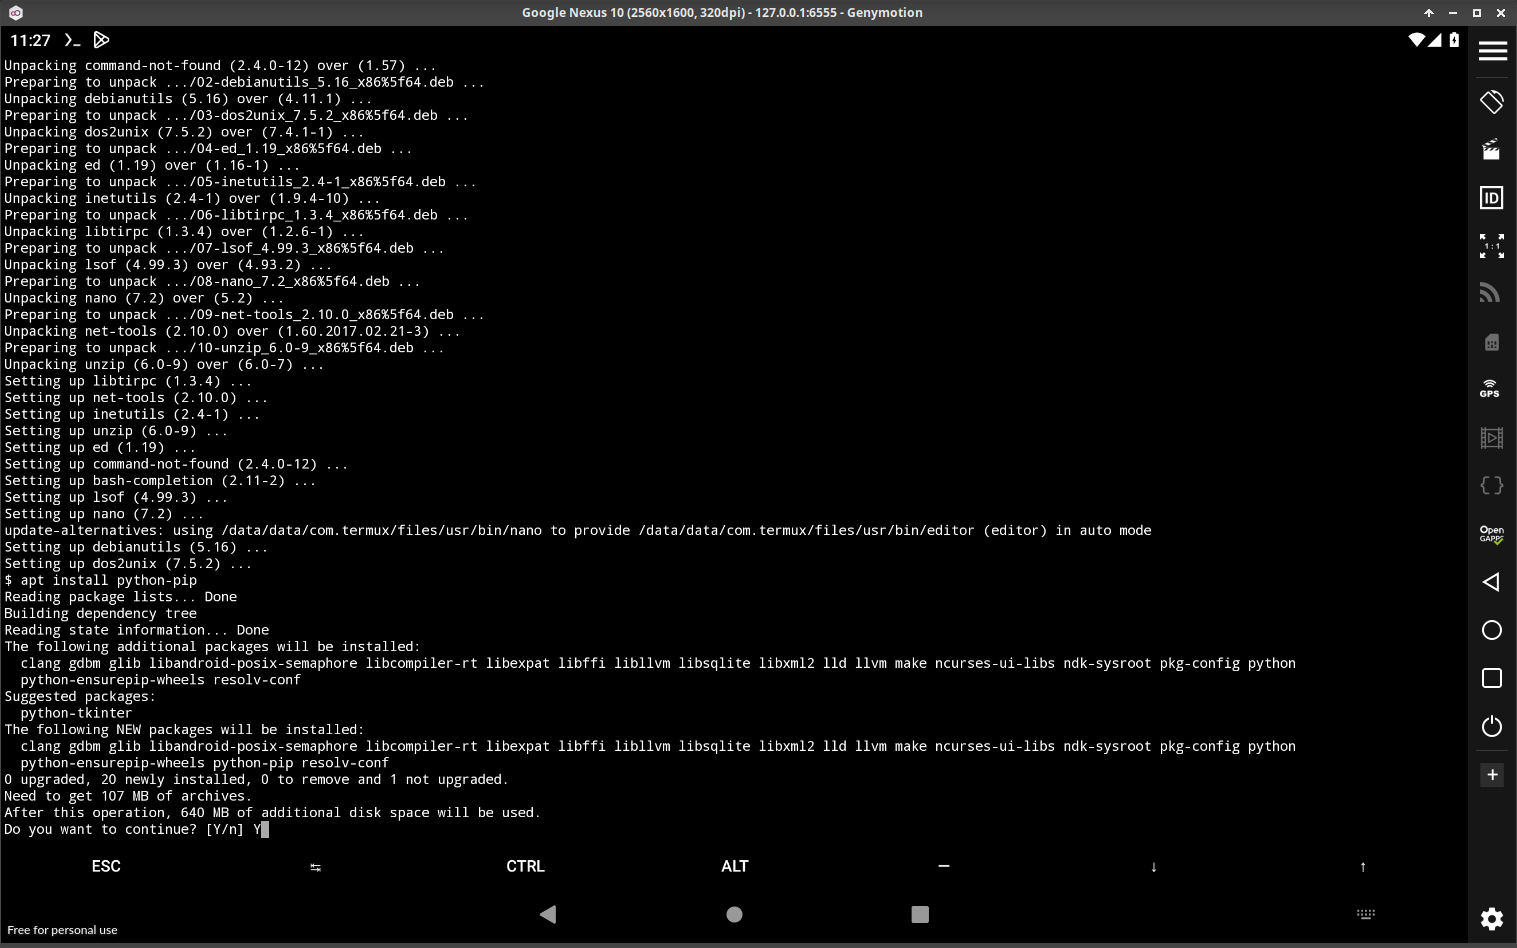 Google Nexus 10 (2560x1600, 320dpi) - 127.0.0.1:6555 - Genymotion
11:27
Unpacking command-not-found (2.4.0-12) over (1.57) ...
Preparing to unpack .../02-debianutils_5.16_x86%5f64.deb ...
Unpacking debianutils (5.16) over (4.11.1) ...
Preparing to unpack .../03-dos2unix_7.5.2_x86%5f64.deb ...
Unpacking dos2unix (7.5.2) over (7.4.1-1) ...
Preparing to unpack .../04-ed_1.19_x86%5f64.deb ...
Unpacking ed (1.19) over (1.16-1) ...
Preparing to unpack .../05-inetutils_2.4-1_x86%5f64.deb ...
Unpacking inetutils (2.4-1) over (1.9.4-10) ...
Preparing to unpack .../06-libtirpc_1.3.4_x86%5f64.deb ...
Unpacking libtirpc (1.3.4) over (1.2.6-1) ...
Preparing to unpack .../07-lsof_4.99.3_x86%5f64.deb ...
Unpacking lsof (4.99.3) over (4.93.2) ...
Preparing to unpack .../08-nano_7.2_x86%5f64.deb ...
Unpacking nano (7.2) over (5.2) ...
Preparing to unpack .../09-net-tools_2.10.0_x86%5f64.deb ...
Unpacking net-tools (2.10.0) over (1.60.2017.02.21-3) ...
Preparing to unpack .../10-unzip_6.0-9_x86%5f64.deb ...
Unpacking unzip (6.0-9) over (6.0-7) ...
Setting up libtirpc (1.3.4) ...
Setting up net-tools (2.10.0) ...
Setting up inetutils (2.4-1) ...
Setting up unzip (6.0-9) ...
Setting up ed (1.19) ...
Setting up command-not-found (2.4.0-12) ...
Setting up bash-completion (2.11-2) ...
Setting up lsof (4.99.3) ...
Setting up nano (7.2) ...
update-alternatives: using /data/data/com.termux/files/usr/bin/nano to provide /data/data/com.termux/files/usr/bin/editor (editor) in auto mode
Setting up debianutils (5.16) ...
Setting up dos2unix (7.5.2) ...
$ apt install python-pip
Reading package lists... Done
Building dependency tree
Reading state information... Done
The following additional packages will be installed:
clang gdbm glib libandroid-posix-semaphore libcompiler-rt libexpat libffi libllvm libsqlite libxml2 lld llvm make ncurses-ui-libs ndk-sysroot pkg-config python
python-ensurepip-wheels resolv-conf
Suggested packages:
python-tkinter
The following NEW packages will be installed:
clang gdbm glib libandroid-posix-semaphore libcompiler-rt libexpat libffi libllvm libsqlite libxml2 lld llvm make ncurses-ui-libs ndk-sysroot pkg-config python
python-ensurepip-wheels python-pip resolv-conf
0 upgraded, 20 newly installed, 0 to remove and 1 not upgraded.
Need to get 107 MB of archives.
After this operation, 640 MB of additional disk space will be used.
Do you want to continue? [Y/n] Y
ESC ↹ CTRL ALT — ↓ ↑
Free for personal use
ID
1:1
GPS
Open
GAPPS